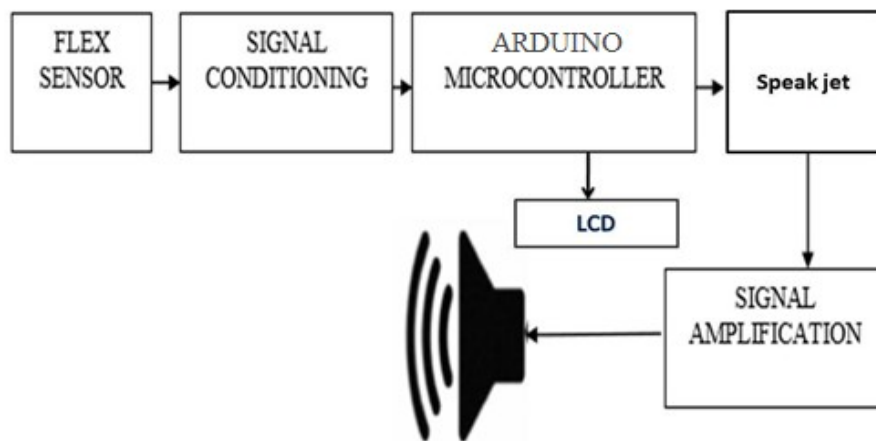 FLEX
SENSOR
SIGNAL
CONDITIONING
ARDUINO
MICROCONTROLLER
Speak jet
LCD
SIGNAL
AMPLIFICATION